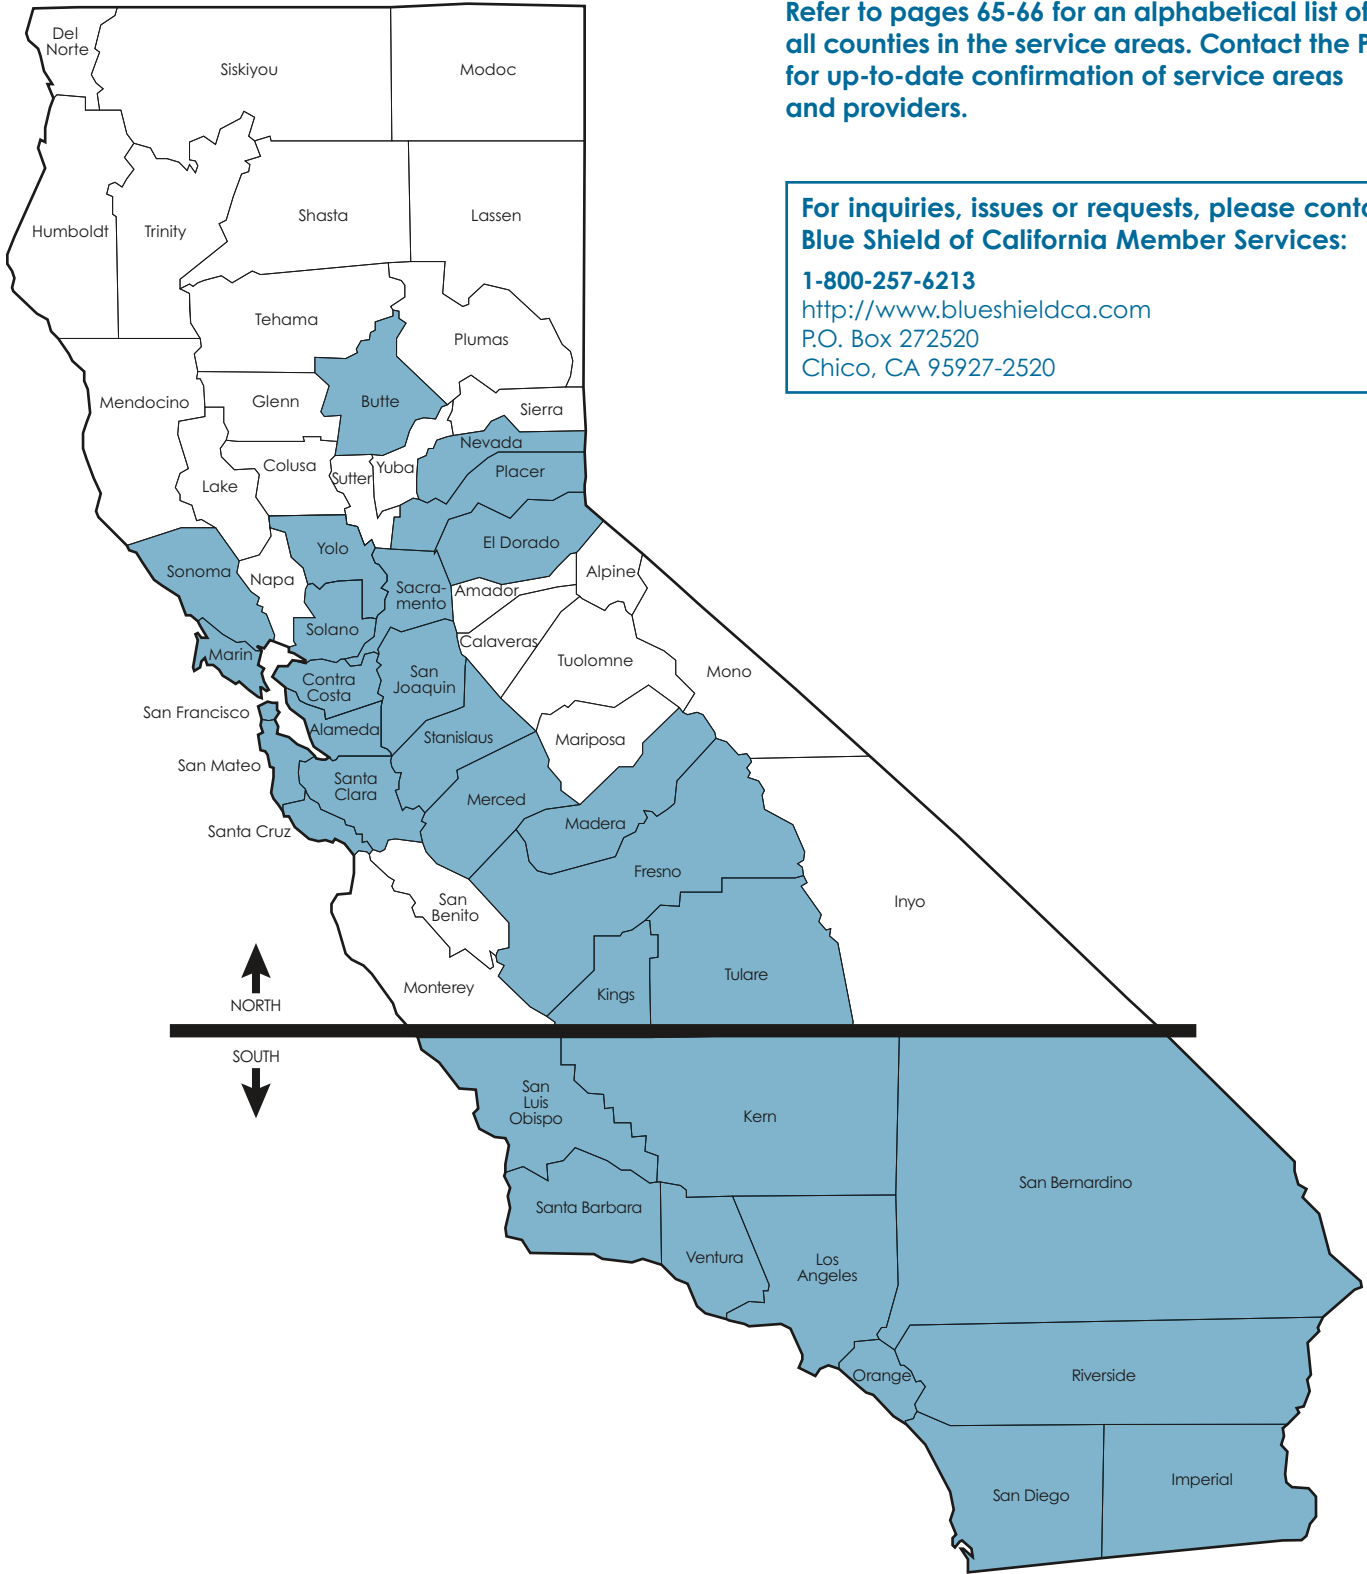 Refer to pages 65-66 for an alphabetical list of
all counties in the service areas. Contact the
for up-to-date confirmation of service areas
and providers.
For inquiries, issues or requests, please
Blue Shield of California Member Services:
1-800-257-6213
http://www.blueshieldca.com
P.O. Box 272520
Chico, CA 95927-2520
Del
Norte
Siskiyou
Modoc
Humboldt
Trinity
Shasta
Lassen
Tehama
Plumas
Mendocino
Glenn
Butte
Sierra
Nevada
Lake
Colusa
Sutter
Yuba
Placer
Sonoma
Napa
Yolo
El Dorado
Sacra-
mento
Amador
Alpine
Marin
Solano
Calaveras
Tuolomne
Mono
Contra
Costa
San
Joaquin
San Francisco
Alameda
Stanislaus
Mariposa
San Mateo
Santa
Clara
Merced
Madera
Santa Cruz
Fresno
San
Benito
Inyo
Monterey
Kings
Tulare
NORTH
SOUTH
San
Luis
Obispo
Kern
San Bernardino
Santa Barbara
Ventura
Los
Angeles
Orange
Riverside
San Diego
Imperial